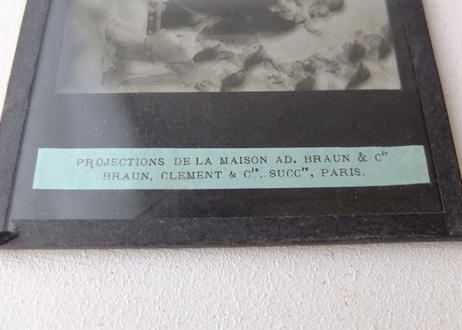 PROJECTIONS DE LA MAISON AD. BRAUN & Cie
BRAUN, CLEMENT & Cie. SUCCrs, PARIS.